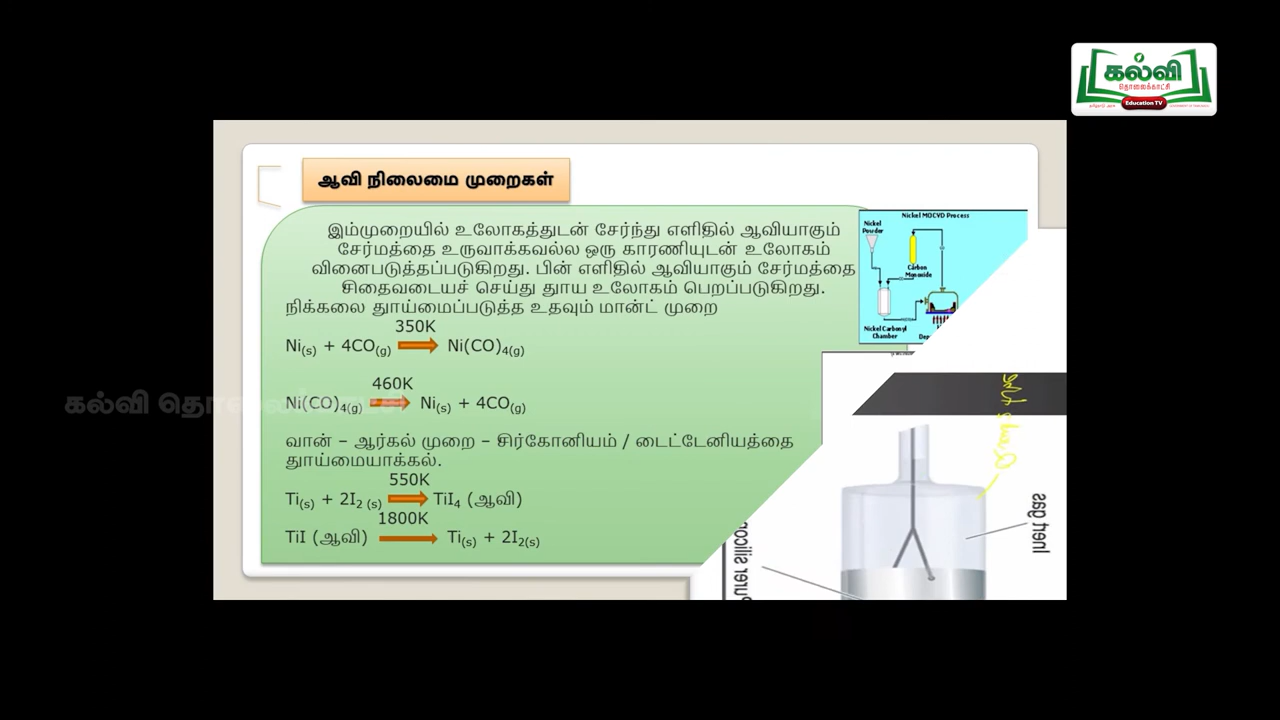 கல்வி
தொலைக்காட்சி
Education TV
ஆவி நிலைமை முறைகள்
இம்முறையில் உலோகத்துடன் சேர்ந்து எளிதில் ஆவியாகும்
சேர்மத்தை உருவாக்கவல்ல ஒரு காரணியுடன் உலோகம்
வினைபடுத்தப்படுகிறது. பின் எளிதில் ஆவியாகும் சேர்மத்தை
சிதைவடையச் செய்து தூய உலோகம் பெறப்படுகிறது.
நிக்கலை தூய்மைப்படுத்த உதவும் மான்ட் முறை
350K
Ni(s) + 4CO(g) → Ni(CO)4(g)
460K
Ni(CO)4(g) → Ni(s) + 4CO(g)
வான் – ஆர்கல் முறை – சிர்கோனியம் / டைட்டேனியத்தை
தூய்மையாக்கல்.
550K
Ti(s) + 2I2 (s) → TiI4 (ஆவி)
1800K
TiI (ஆவி) → Ti(s) + 2I2(s)
Nickel MOCVD Process
Nickel
Powder
Carbon
Monoxide
Nickel Carbonyl
Chamber
Inert gas
கல்வி தொலைக்காட்சி